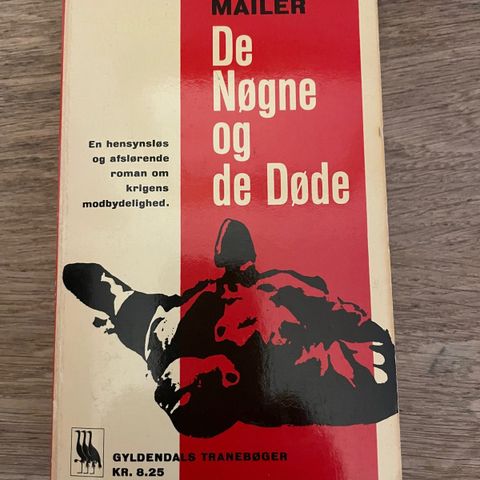 MAILER
De
Nøgne
og
de Døde
En hensynsløs
og afslørende
roman om
krigens
modbydelighed.
GYLDENDALS TRANEBØGER
KR. 8.25